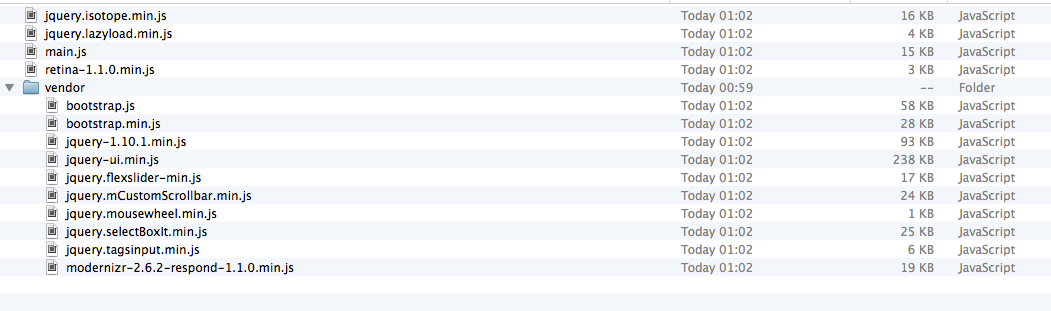 jquery.isotope.min.js Today 01:02 16 KB JavaScript
jquery.lazyload.min.js Today 01:02 4 KB JavaScript
main.js Today 01:02 15 KB JavaScript
retina-1.1.0.min.js Today 01:02 3 KB JavaScript
vendor Today 00:59 -- Folder
bootstrap.js Today 01:02 58 KB JavaScript
bootstrap.min.js Today 01:02 28 KB JavaScript
jquery-1.10.1.min.js Today 01:02 93 KB JavaScript
jquery-ui.min.js Today 01:02 238 KB JavaScript
jquery.flexslider-min.js Today 01:02 17 KB JavaScript
jquery.mCustomScrollbar.min.js Today 01:02 24 KB JavaScript
jquery.mousewheel.min.js Today 01:02 1 KB JavaScript
jquery.selectBoxIt.min.js Today 01:02 25 KB JavaScript
jquery.tagsinput.min.js Today 01:02 6 KB JavaScript
modernizr-2.6.2-respond-1.1.0.min.js Today 01:02 19 KB JavaScript